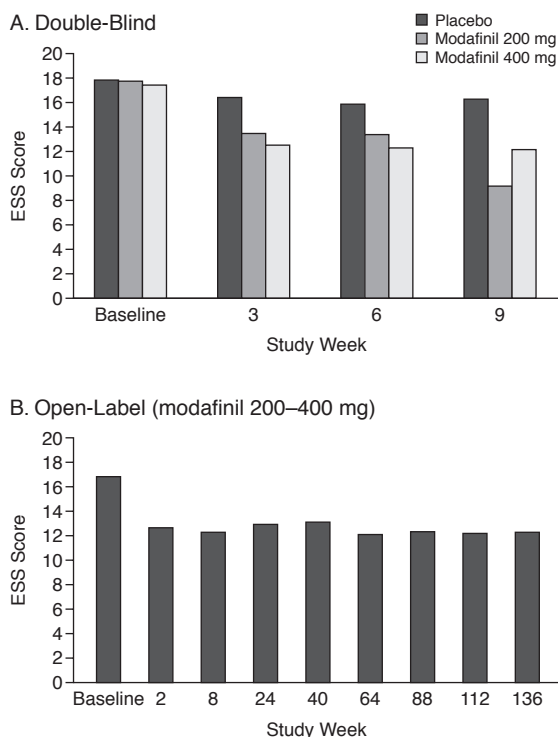 A. Double-Blind
Placebo
Modafinil 200 mg
Modafinil 400 mg
20
18
16
14
12
10
8
6
4
2
0
ESS Score
Baseline 3 6 9
Study Week
B. Open-Label (modafinil 200–400 mg)
20
18
16
14
12
10
8
6
4
2
0
ESS Score
Baseline 2 8 24 40 64 88 112 136
Study Week